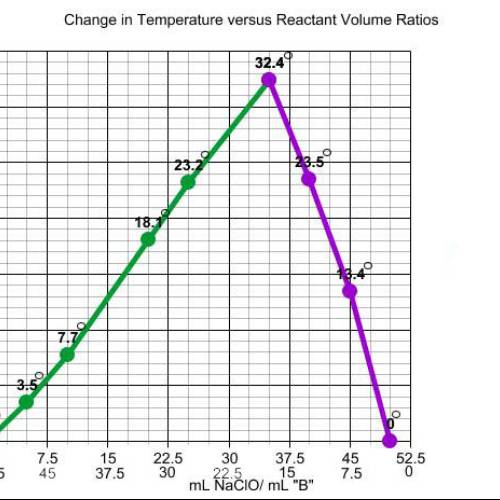 Change in Temperature versus Reactant Volume Ratios
32.4°
23.2°
23.5°
18.1°
13.4°
7.7°
3.5°
0°
7.5 15 22.5 30 37.5 45 52.5
5 45 37.5 30 22.5 15 7.5 0
mL NaClO/ mL "B"